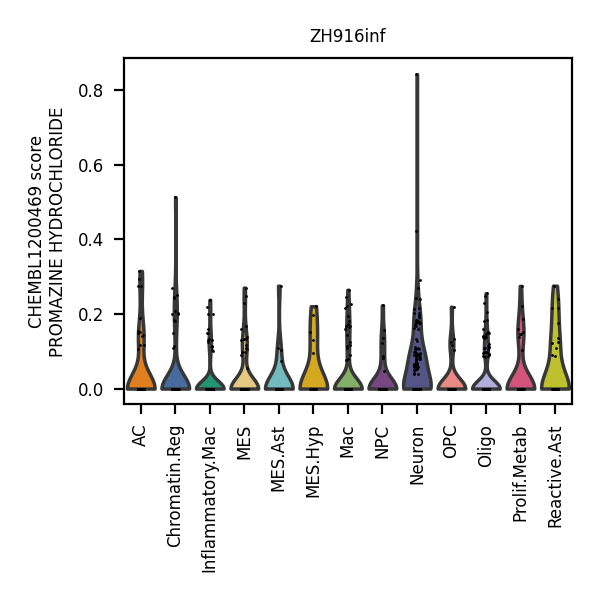 ZH916inf
CHEMBL1200469 score
PROMAZINE HYDROCHLORIDE
0.8
0.6
0.4
0.2
0.0
AC
Chromatin.Reg
Inflammatory.Mac
MES
MES.Ast
MES.Hyp
Mac
NPC
Neuron
OPC
Oligo
Prolif.Metab
Reactive.Ast